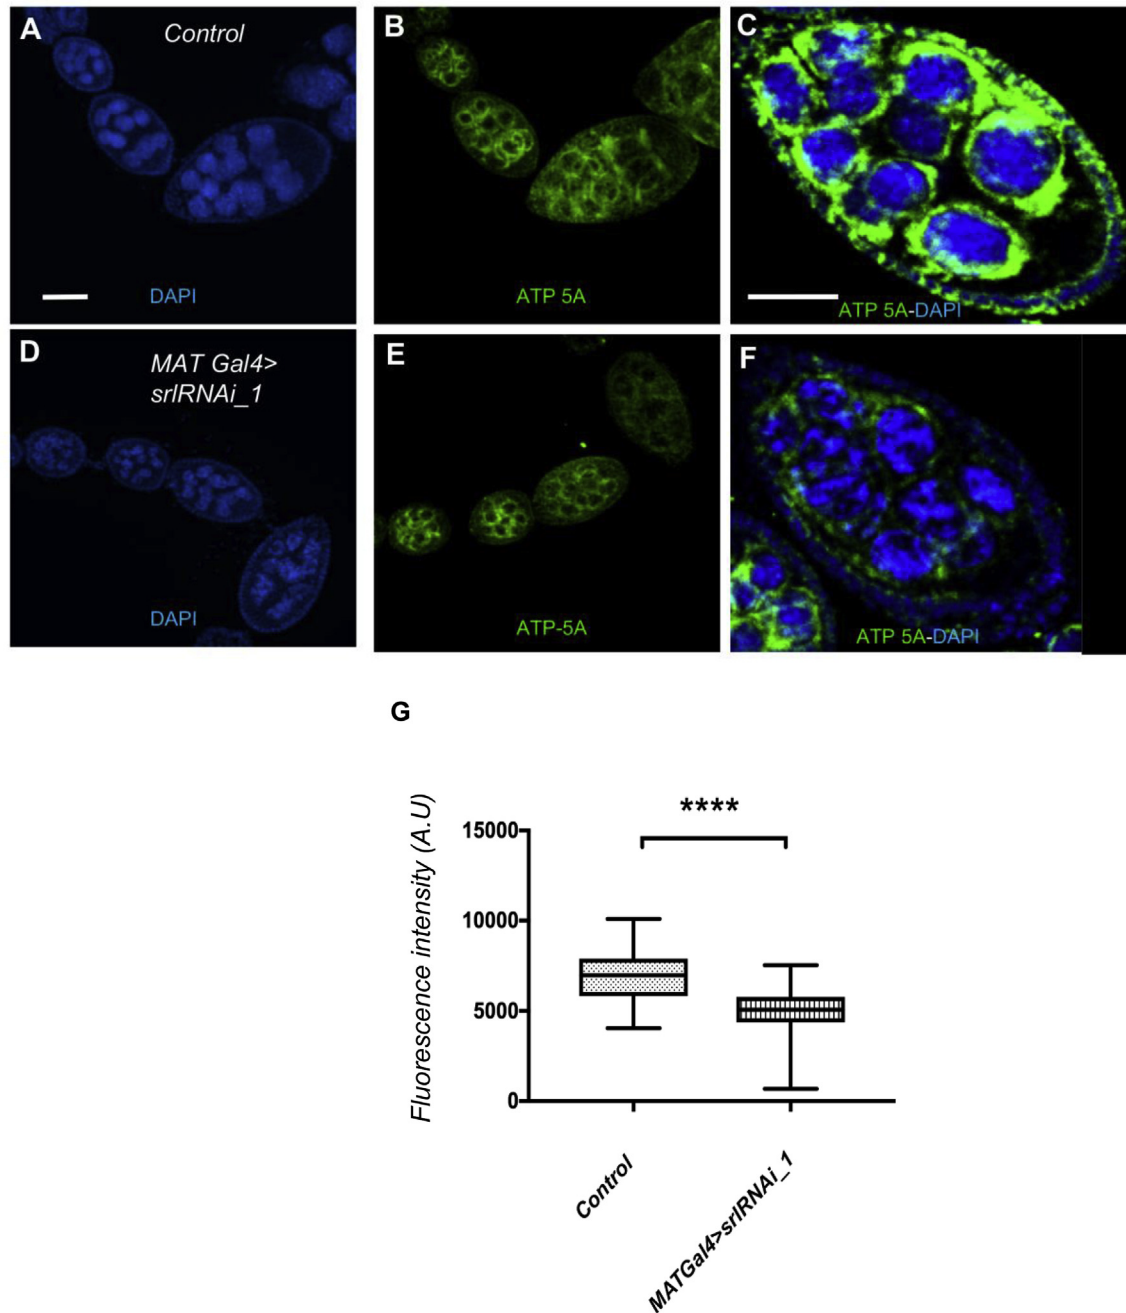 A
Control
DAPI
B
ATP 5A
C
ATP 5A-DAPI
D
MAT Gal4>
srlRNAi_1
DAPI
E
ATP-5A
F
ATP 5A-DAPI
G
Fluorescence intensity (A.U)
****
15000
10000
5000
0
Control
MATGal4>srlRNAi_1